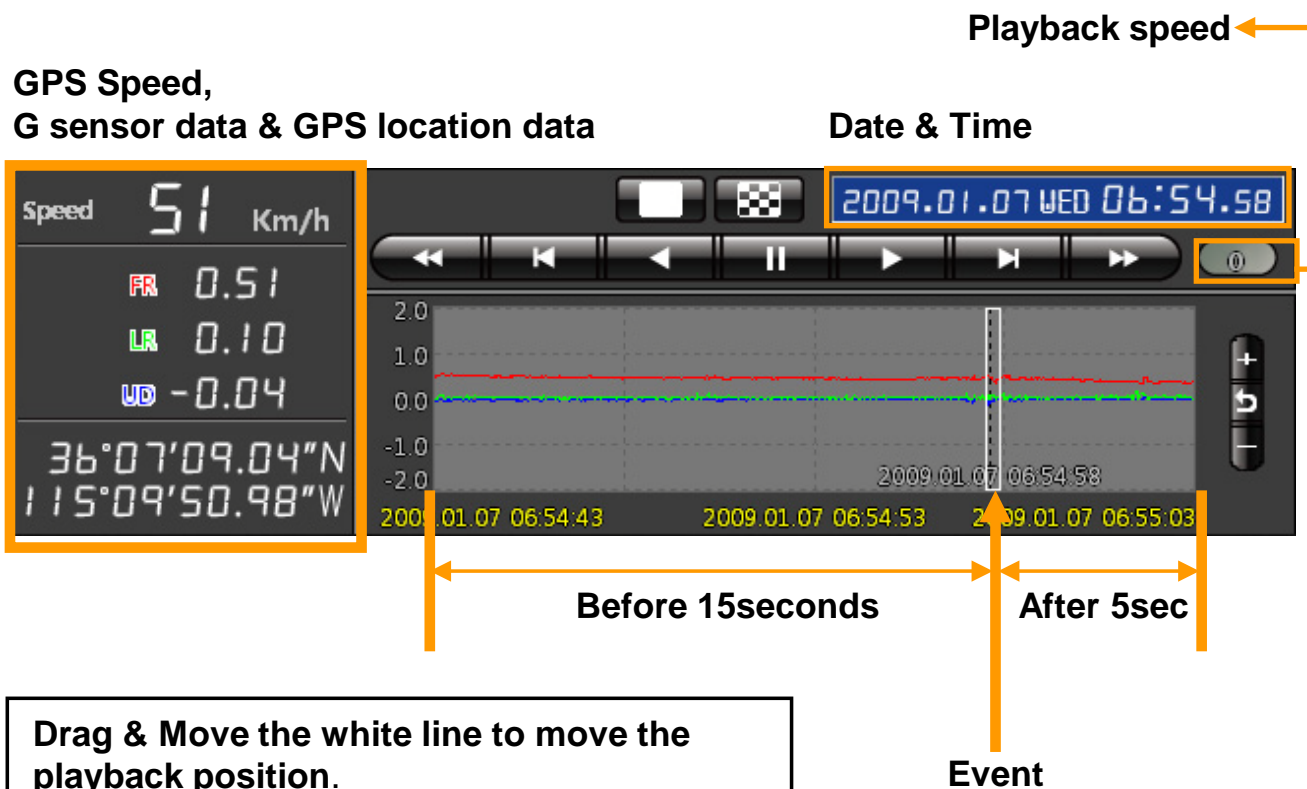 Playback speed
GPS Speed,
G sensor data & GPS location data
Date & Time
Speed 51 Km/h
FR 0.51
LR 0.10
UD -0.04
36°07'09.04"N
115°09'50.98"W
2009.01.07 WED 06:54.58
0
2.0
1.0
0.0
-1.0
-2.0
2009.01.07 06:54:58
2009.01.07 06:54:43 2009.01.07 06:54:53 2009.01.07 06:55:03
+
-
Before 15seconds
After 5sec
Drag & Move the white line to move the
playback position.
Event